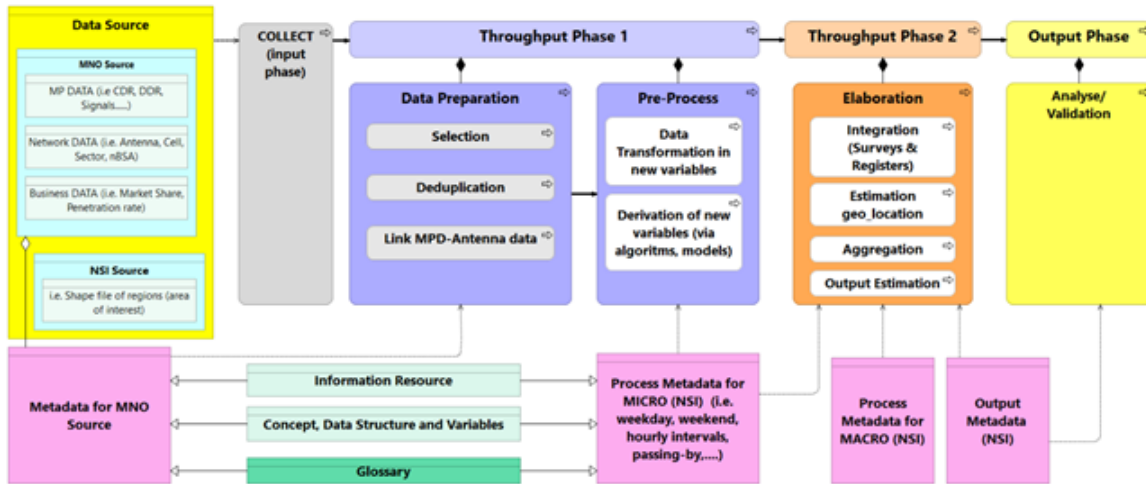 Data Source
MNO Source
MP DATA (i.e CDR, DDR,
Signals.....)
Network DATA (i.e. Antenna, Cell,
Sector, nBSA)
Business DATA (i.e. Market Share,
Penetration rate)
NSI Source
i.e. Shape file of regions (area
of interest)
COLLECT
(input
phase)
Throughput Phase 1
Data Preparation
Selection
Deduplication
Link MPD-Antenna data
Pre-Process
Data
Transformation in
new variables
Derivation of new
variables (via
algoritms, models)
Throughput Phase 2
Elaboration
Integration
(Surveys &
Registers)
Estimation
geo_location
Aggregation
Output Estimation
Output Phase
Analyse/
Validation
Metadata for MNO
Source
Information Resource
Concept, Data Structure and Variables
Glossary
Process Metadata for
MICRO (NSI) (i.e.
weekday, weekend,
hourly intervals,
passing-by,....)
Process
Metadata for
MACRO (NSI)
Output
Metadata
(NSI)